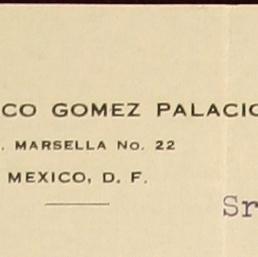 CO GOMEZ PALACIO
. MARSELLA No. 22
MEXICO, D. F.
Sr